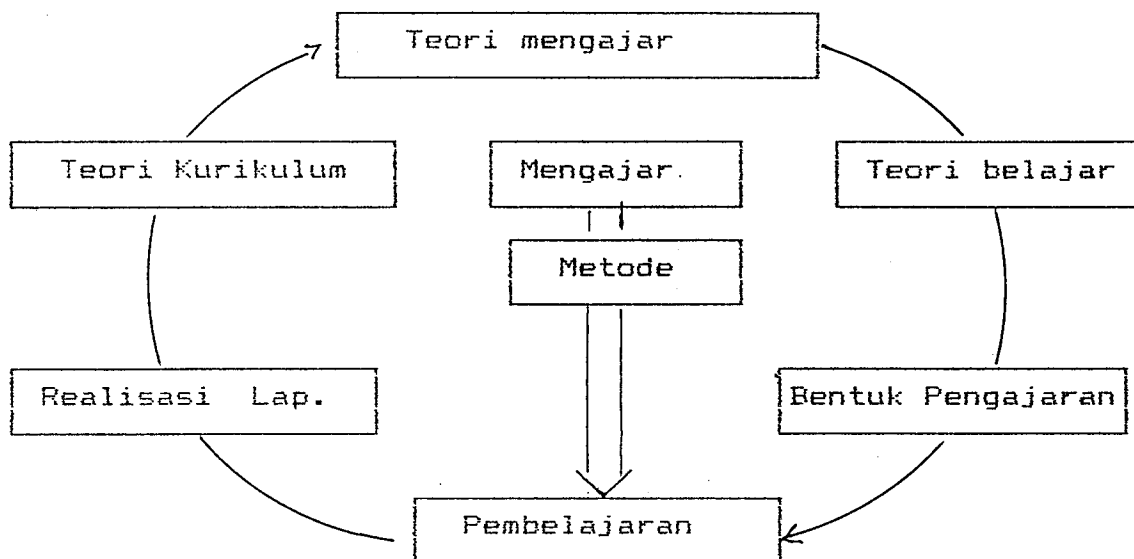 Teori mengajar
Teori Kurikulum
Mengajar.
Teori belajar
Metode
Realisasi Lap.
Bentuk Pengajaran
Pembelajaran